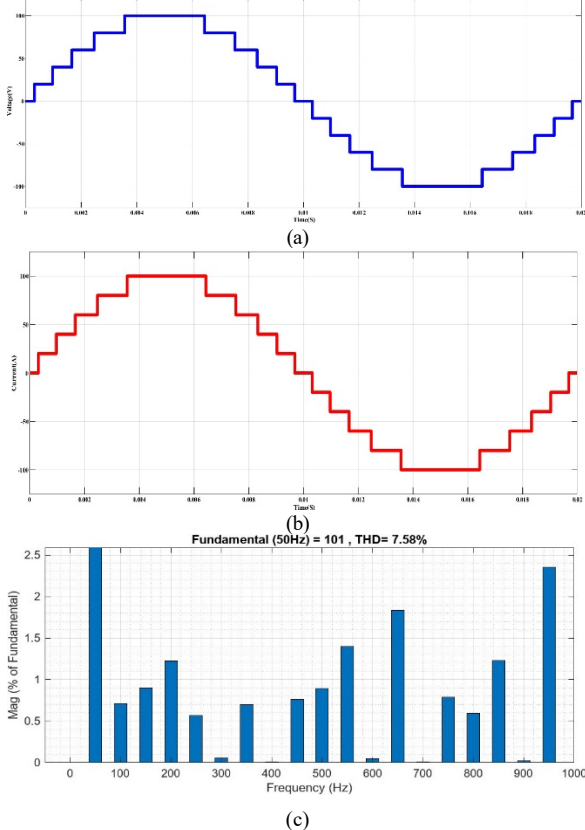 100
50
0
-50
-100
Voltage(V)
0 0.002 0.004 0.006 0.008 0.01 0.012 0.014 0.016 0.018 0.02
Time(S)
(a)
100
50
0
-50
-100
Current(A)
0 0.002 0.004 0.006 0.008 0.01 0.012 0.014 0.016 0.018 0.02
Time(S)
(b)
Fundamental (50Hz) = 101 , THD= 7.58%
2.5
2
1.5
1
0.5
0
Mag (% of Fundamental)
0 100 200 300 400 500 600 700 800 900 1000
Frequency (Hz)
(c)